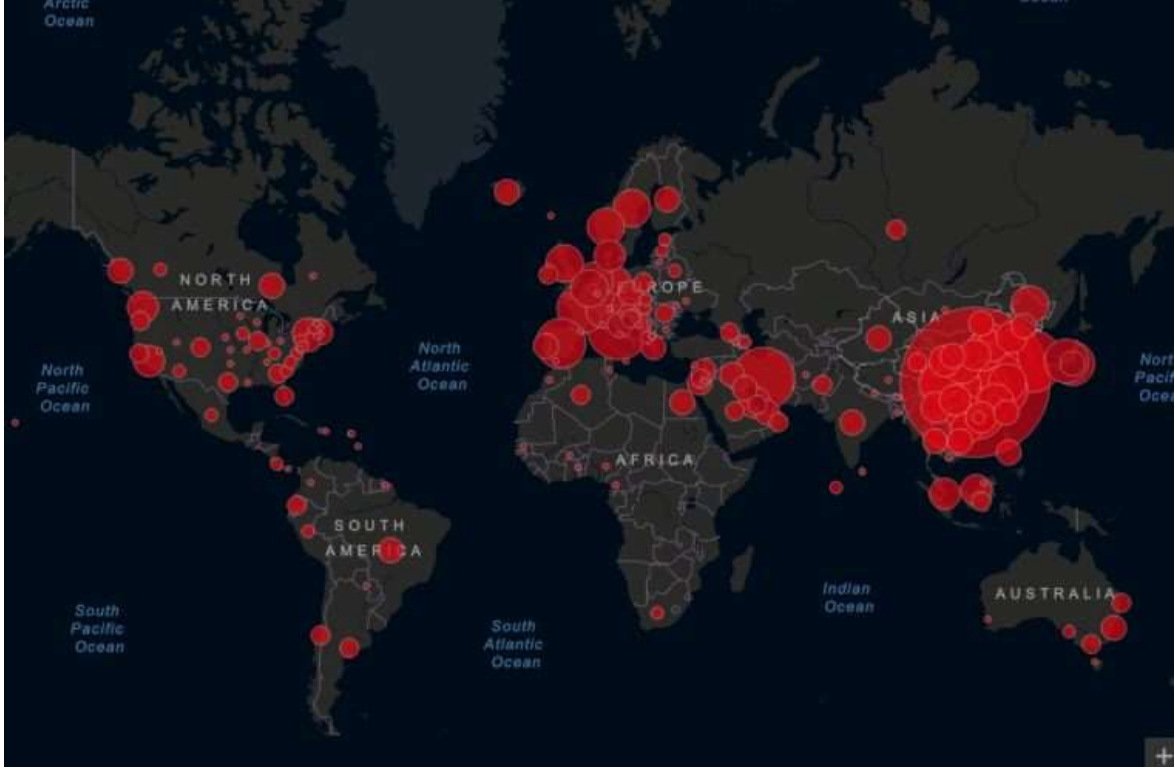 Arctic
Ocean
NORTH
AMERICA
EUROPE
ASIA
North
Pacific
Ocean
North
Atlantic
Ocean
AFRICA
SOUTH
AMERICA
South
Pacific
Ocean
South
Atlantic
Ocean
Indian
Ocean
AUSTRALIA
+